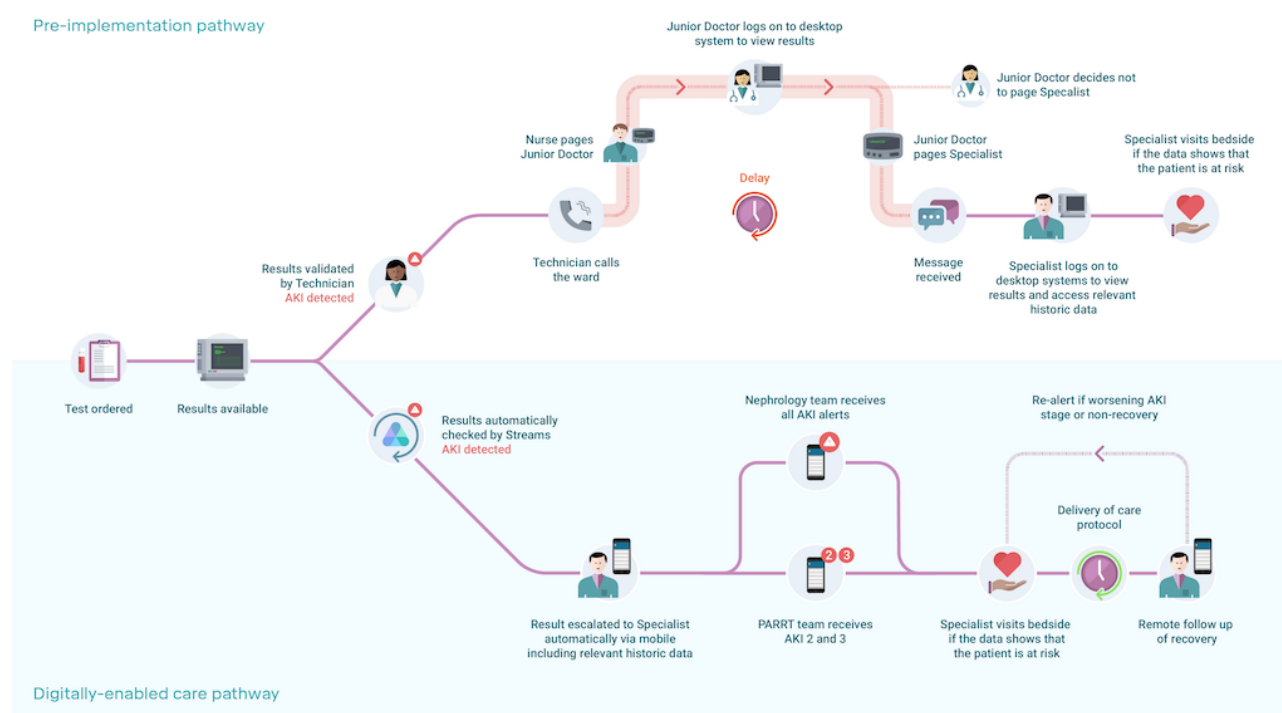 Pre-implementation pathway
Junior Doctor logs on to desktop
system to view results
Junior Doctor decides not
to page Specalist
Nurse pages
Junior Doctor
Junior Doctor
pages Specialist
Specialist visits bedside
if the data shows that
the patient is at risk
Delay
Results validated
by Technician
AKI detected
Technician calls
the ward
Message
received
Specialist logs on to
desktop systems to view
results and access relevant
historic data
Test ordered
Results available
Results automatically
checked by Streams
AKI detected
Nephrology team receives
all AKI alerts
Re-alert if worsening AKI
stage or non-recovery
Delivery of care
protocol
2 3
Result escalated to Specialist
automatically via mobile
including relevant historic data
PARRT team receives
AKI 2 and 3
Specialist visits bedside
if the data shows that
the patient is at risk
Remote follow up
of recovery
Digitally-enabled care pathway